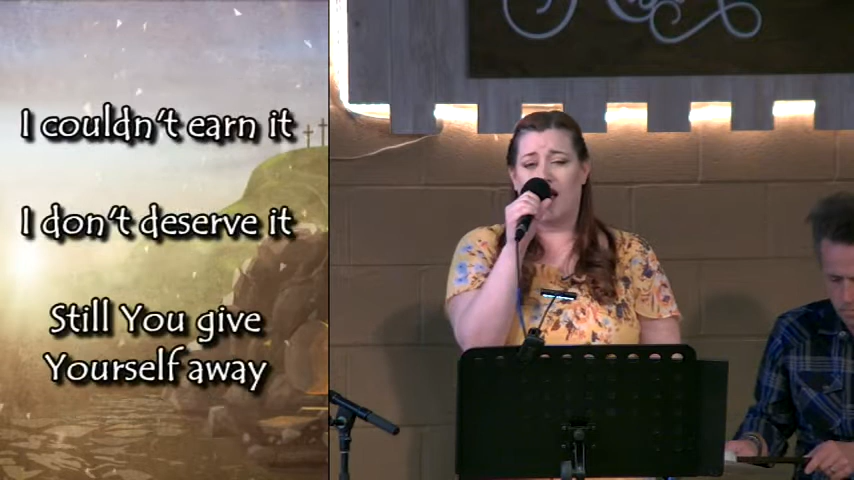 I couldn't earn it
I don't deserve it
Still You give
Yourself away